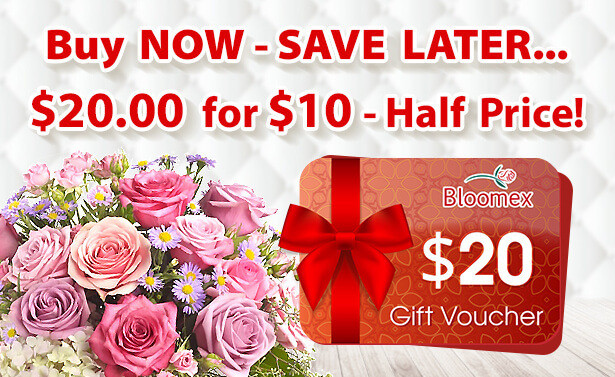 Buy NOW - SAVE LATER...
$20.00 for $10 - Half Price!
Bloomex
$20
Gift Voucher